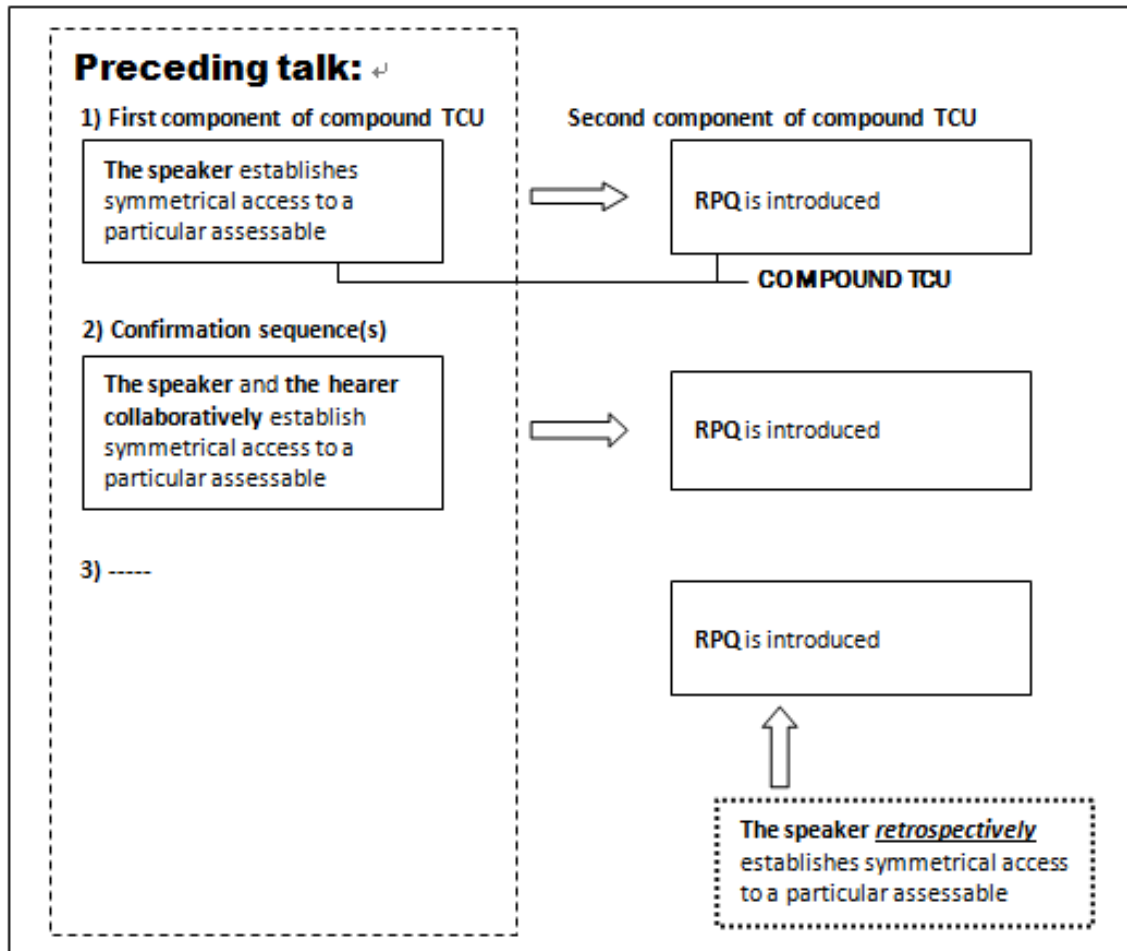 Preceding talk: ↵
1) First component of compound TCU
Second component of compound TCU
The speaker establishes
symmetrical access to a
particular assessable
RPQ is introduced
COMPOUND TCU
2) Confirmation sequence(s)
The speaker and the hearer
collaboratively establish
symmetrical access to a
particular assessable
RPQ is introduced
3) -----
RPQ is introduced
The speaker retrospectively
establishes symmetrical access
to a particular assessable